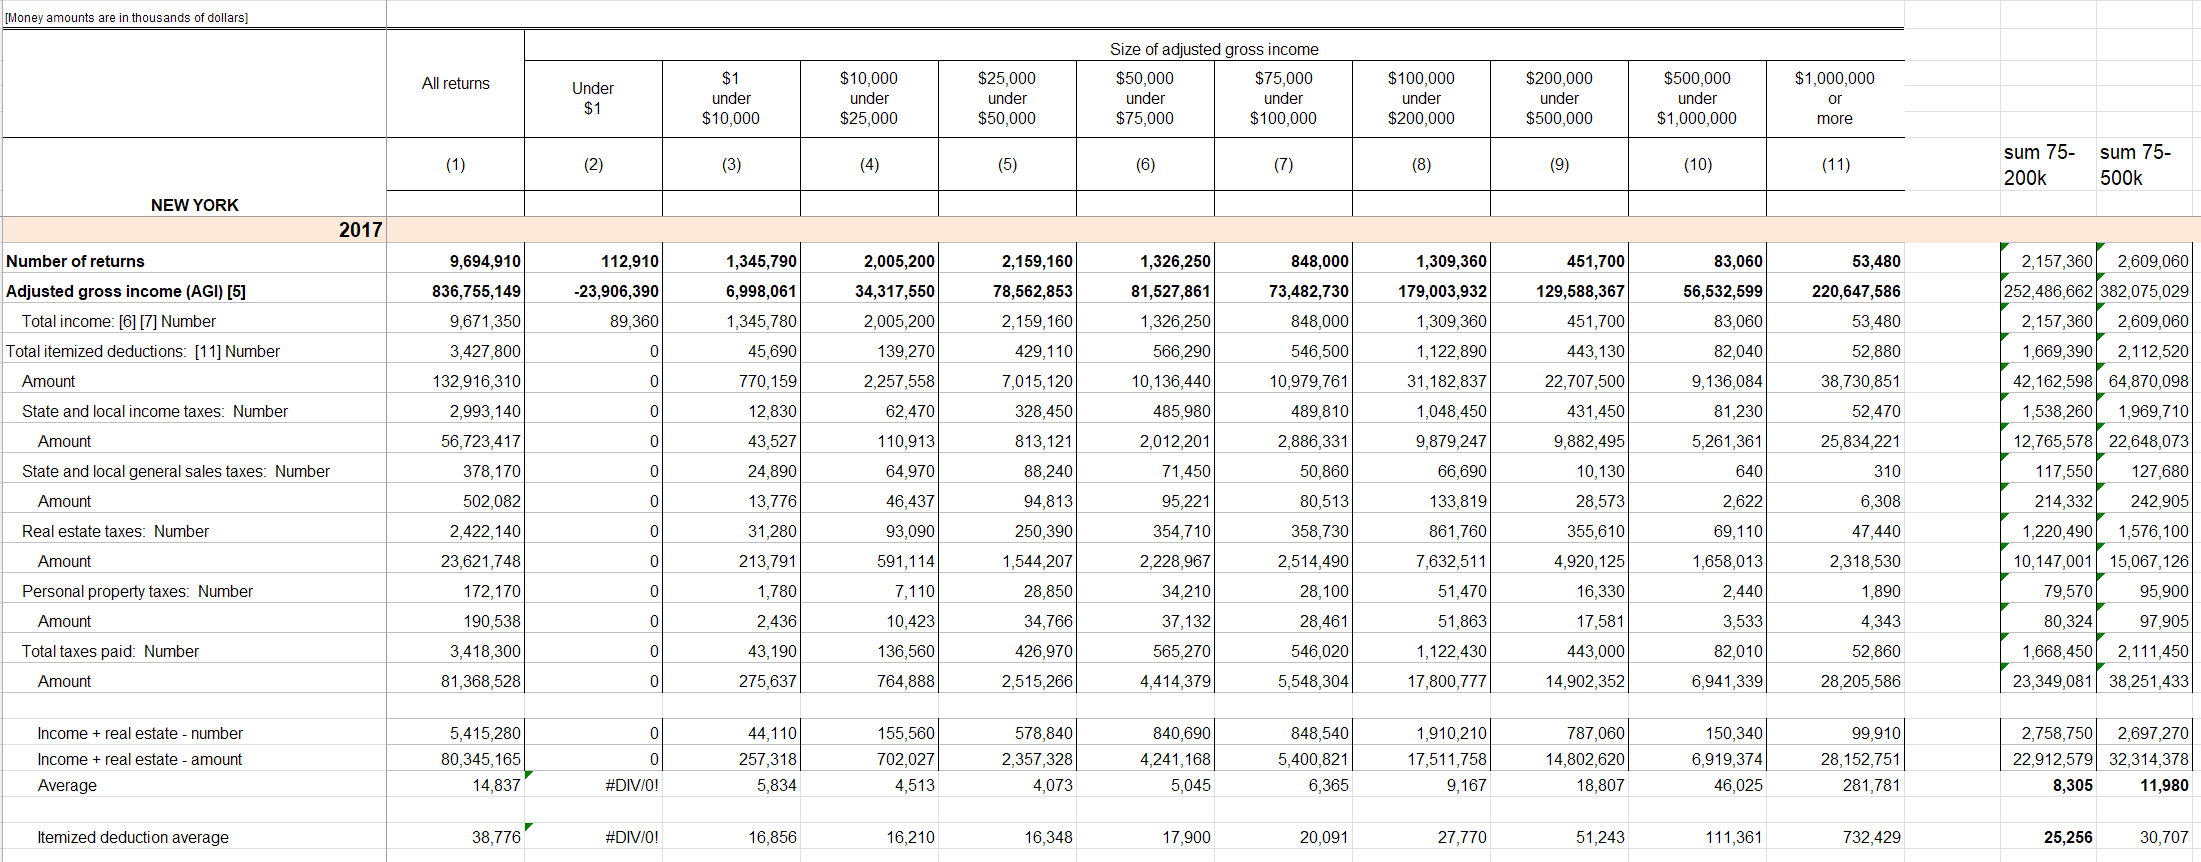 [Money amounts are in thousands of dollars]
Size of adjusted gross income
All returns Under $1 $1 under $10,000 $10,000 under $25,000 $25,000 under $50,000 $50,000 under $75,000 $75,000 under $100,000 $100,000 under $200,000 $200,000 under $500,000 $500,000 under $1,000,000 $1,000,000 or more
(1) (2) (3) (4) (5) (6) (7) (8) (9) (10) (11) sum 75-200k sum 75-500k
NEW YORK
2017
Number of returns 9,694,910 112,910 1,345,790 2,005,200 2,159,160 1,326,250 848,000 1,309,360 451,700 83,060 53,480 2,157,360 2,609,060
Adjusted gross income (AGI) [5] 836,755,149 -23,906,390 6,998,061 34,317,550 78,562,853 81,527,861 73,482,730 179,003,932 129,588,367 56,532,599 220,647,586 252,486,662 382,075,029
Total income: [6] [7] Number 9,671,350 89,360 1,345,780 2,005,200 2,159,160 1,326,250 848,000 1,309,360 451,700 83,060 53,480 2,157,360 2,609,060
Total itemized deductions: [11] Number 3,427,800 0 45,690 139,270 429,110 566,290 546,500 1,122,890 443,130 82,040 52,880 1,669,390 2,112,520
Amount 132,916,310 0 770,159 2,257,558 7,015,120 10,136,440 10,979,761 31,182,837 22,707,500 9,136,084 38,730,851 42,162,598 64,870,098
State and local income taxes: Number 2,993,140 0 12,830 62,470 328,450 485,980 489,810 1,048,450 431,450 81,230 52,470 1,538,260 1,969,710
Amount 56,723,417 0 43,527 110,913 813,121 2,012,201 2,886,331 9,879,247 9,882,495 5,261,361 25,834,221 12,765,578 22,648,073
State and local general sales taxes: Number 378,170 0 24,890 64,970 88,240 71,450 50,860 66,690 10,130 640 310 117,550 127,680
Amount 502,082 0 13,776 46,437 94,813 95,221 80,513 133,819 28,573 2,622 6,308 214,332 242,905
Real estate taxes: Number 2,422,140 0 31,280 93,090 250,390 354,710 358,730 861,760 355,610 69,110 47,440 1,220,490 1,576,100
Amount 23,621,748 0 213,791 591,114 1,544,207 2,228,967 2,514,490 7,632,511 4,920,125 1,658,013 2,318,530 10,147,001 15,067,126
Personal property taxes: Number 172,170 0 1,780 7,110 28,850 34,210 28,100 51,470 16,330 2,440 1,890 79,570 95,900
Amount 190,538 0 2,436 10,423 34,766 37,132 28,461 51,863 17,581 3,533 4,343 80,324 97,905
Total taxes paid: Number 3,418,300 0 43,190 136,560 426,970 565,270 546,020 1,122,430 443,000 82,010 52,860 1,668,450 2,111,450
Amount 81,368,528 0 275,637 764,888 2,515,266 4,414,379 5,548,304 17,800,777 14,902,352 6,941,339 28,205,586 23,349,081 38,251,433
Income + real estate - number 5,415,280 0 44,110 155,560 578,840 840,690 848,540 1,910,210 787,060 150,340 99,910 2,758,750 2,697,270
Income + real estate - amount 80,345,165 0 257,318 702,027 2,357,328 4,241,168 5,400,821 17,511,758 14,802,620 6,919,374 28,152,751 22,912,579 32,314,378
Average 14,837 #DIV/0! 5,834 4,513 4,073 5,045 6,365 9,167 18,807 46,025 281,781 8,305 11,980
Itemized deduction average 38,776 #DIV/0! 16,856 16,210 16,348 17,900 20,091 27,770 51,243 111,361 732,429 25,256 30,707